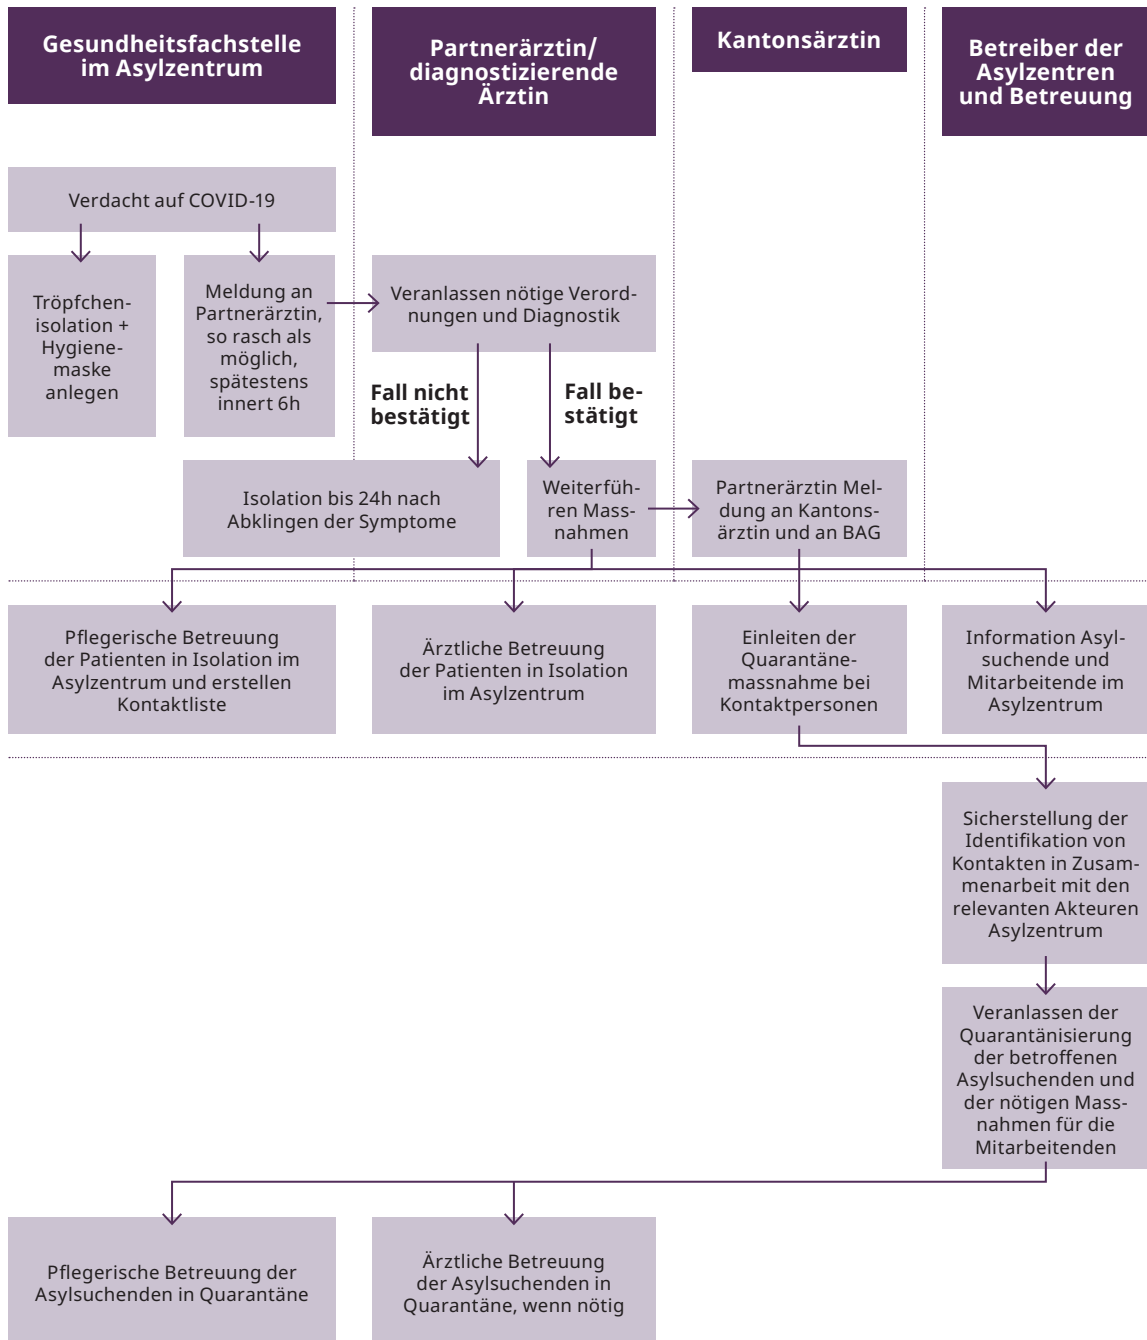 Gesundheitsfachstelle
im Asylzentrum
Partnerärztin/
diagnostizierende
Ärztin
Kantonsärztin
Betreiber der
Asylzentren
und Betreuung
Verdacht auf COVID-19
Tröpfchen-
isolation +
Hygiene-
maske
anlegen
Meldung an
Partnerärztin,
so rasch als
möglich,
spätestens
innert 6h
Veranlassen nötige Verord-
nungen und Diagnostik
Fall nicht
bestätigt
Fall be-
stätigt
Isolation bis 24h nach
Abklingen der Symptome
Weiterfüh-
ren Mass-
nahmen
Partnerärztin Mel-
dung an Kantons-
ärztin und an BAG
Pflegerische Betreuung
der Patienten in Isolation im
Asylzentrum und erstellen
Kontaktliste
Ärztliche Betreuung
der Patienten in Isolation
im Asylzentrum
Einleiten der
Quarantäne-
massnahme bei
Kontaktpersonen
Information Asyl-
suchende und
Mitarbeitende im
Asylzentrum
Sicherstellung der
Identifikation von
Kontakten in Zusam-
menarbeit mit den
relevanten Akteuren
Asylzentrum
Veranlassen der
Quarantänisierung
der betroffenen
Asylsuchenden und
der nötigen Mass-
nahmen für die
Mitarbeitenden
Pflegerische Betreuung der
Asylsuchenden in Quarantäne
Ärztliche Betreuung
der Asylsuchenden in
Quarantäne, wenn nötig